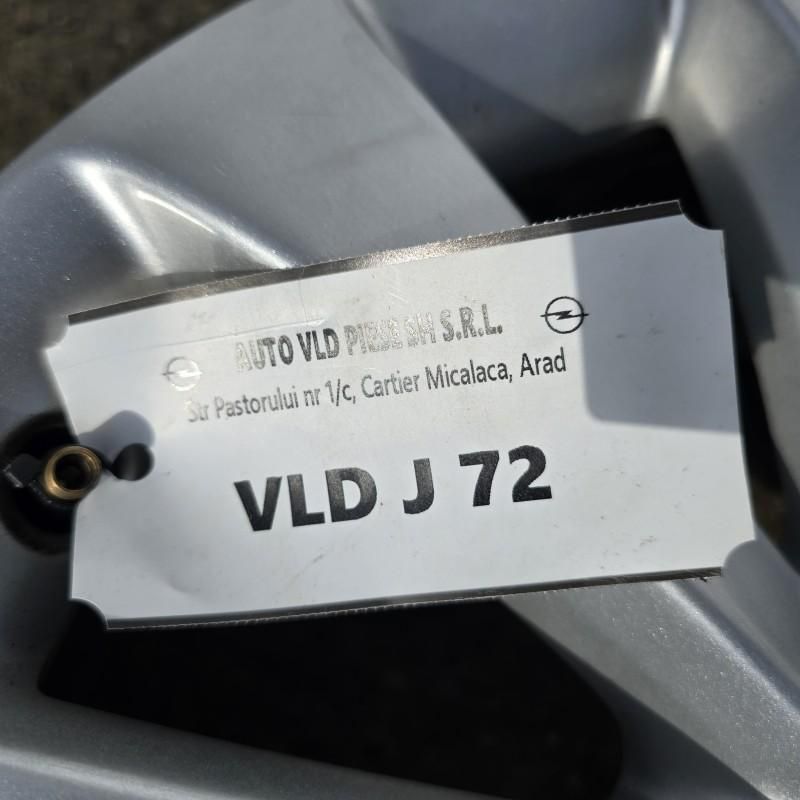 AUTO VLD PIESE SH S.R.L.
Str Pastorului nr 1/c, Cartier Micalaca, Arad
VLD J 72